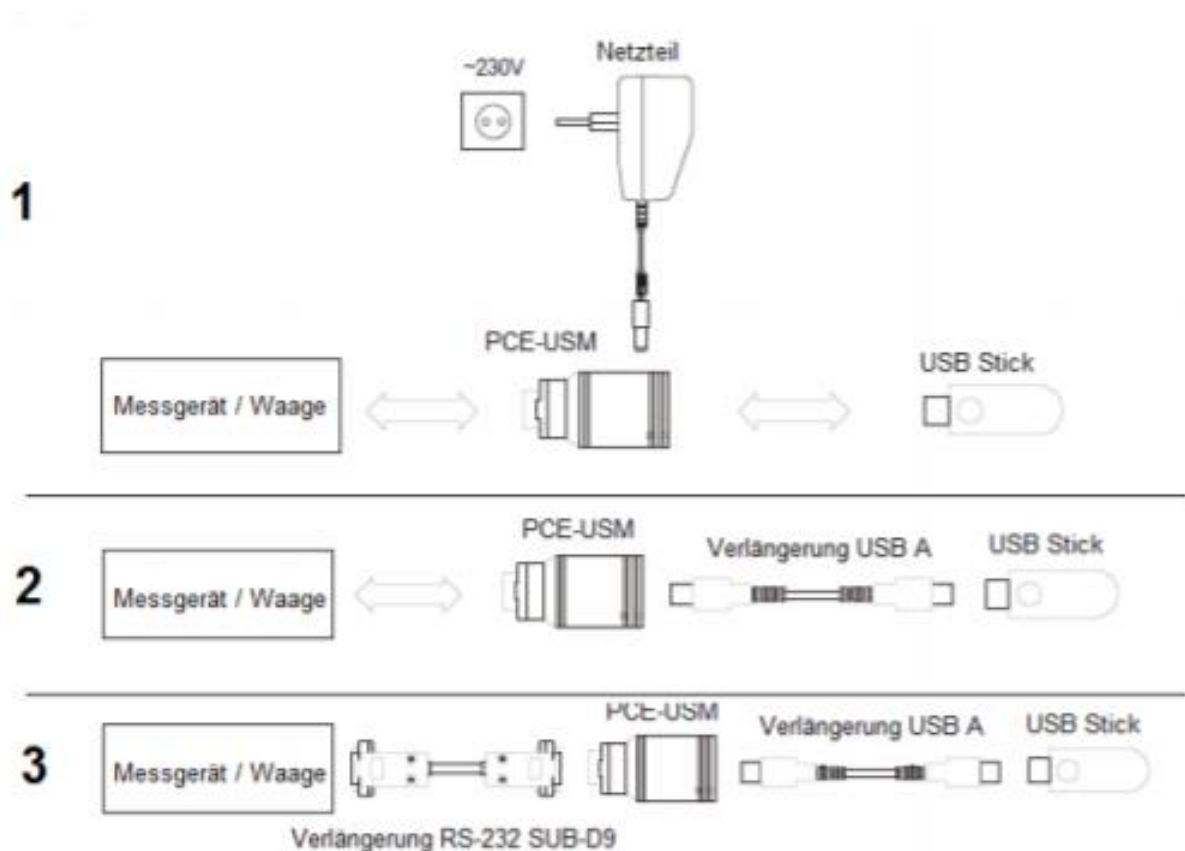 ~230V
Netzteil
1
PCE-USM
USB Stick
Messgerät / Waage
2
PCE-USM
Verlängerung USB A
USB Stick
Messgerät / Waage
3
PCE-USM
Verlängerung USB A
USB Stick
Messgerät / Waage
Verlängerung RS-232 SUB-D9